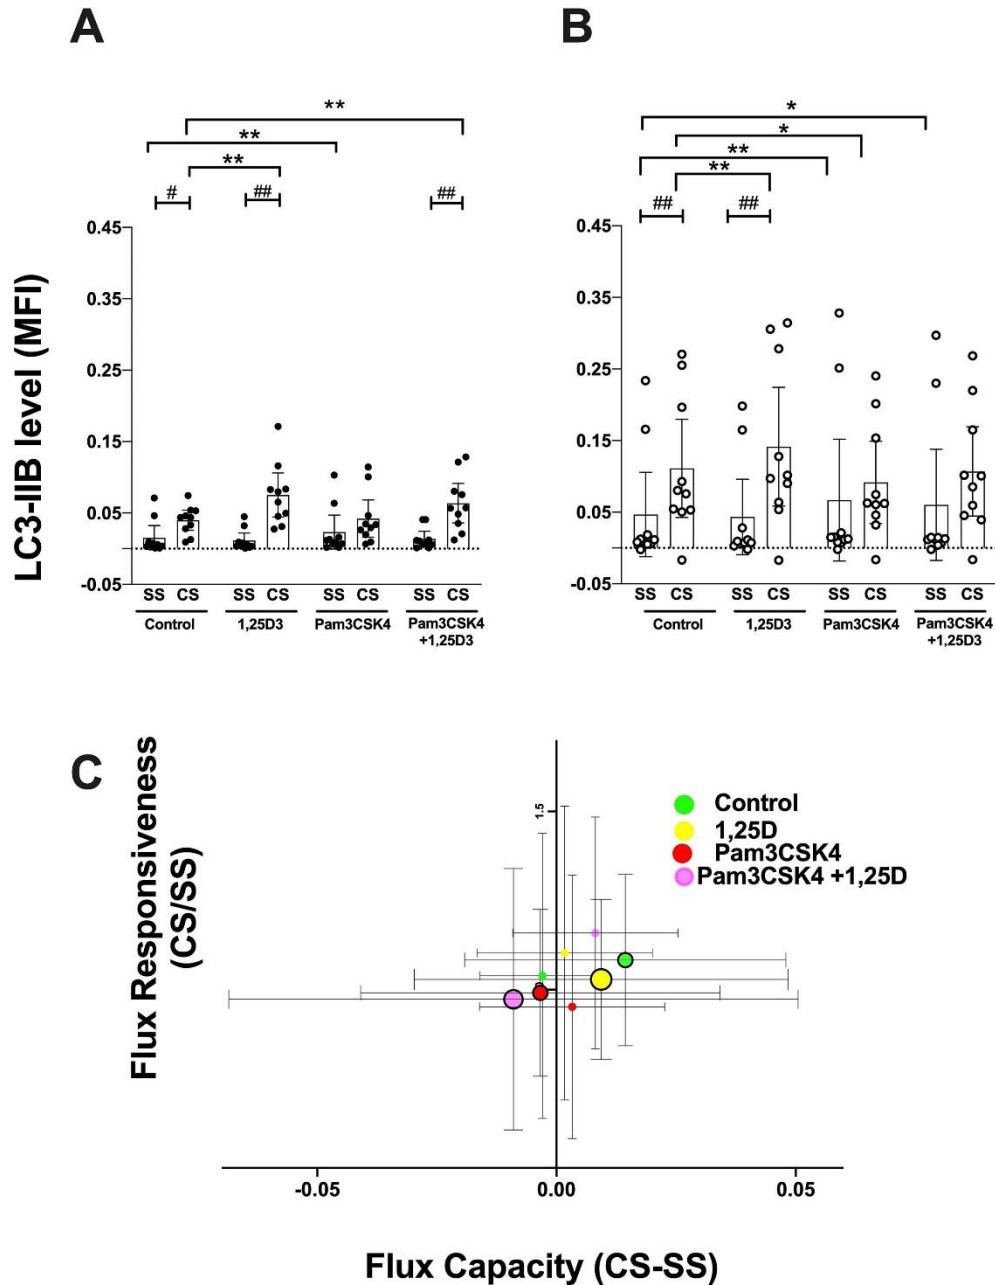 A
B
**
**
**
#
##
##
*
*
**
**
##
##
LC3-IIB level (MFI)
0.45
0.35
0.25
0.15
0.05
-0.05
SS CS SS CS SS CS SS CS
Control 1,25D3 Pam3CSK4 Pam3CSK4
+1,25D3
0.45
0.35
0.25
0.15
0.05
-0.05
SS CS SS CS SS CS SS CS
Control 1,25D3 Pam3CSK4 Pam3CSK4
+1,25D3
C
Flux Responsiveness
(CS/SS)
1.5
Control
1,25D
Pam3CSK4
Pam3CSK4 +1,25D
-0.05 0.00 0.05
Flux Capacity (CS-SS)